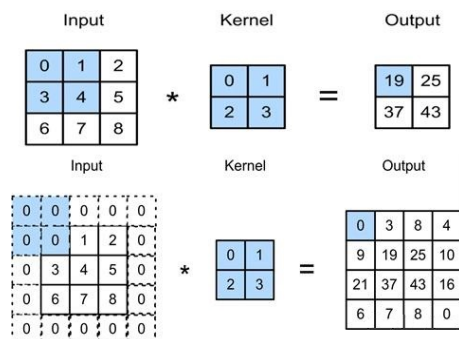 Input Kernel Output
0 1 2
3 4 5
6 7 8
*
0 1
2 3
=
19 25
37 43
Input Kernel Output
0 0 0 0 0
0 0 1 2 0
0 3 4 5 0
0 6 7 8 0
0 0 0 0 0
*
0 1
2 3
=
0 3 8 4
9 19 25 10
21 37 43 16
6 7 8 0